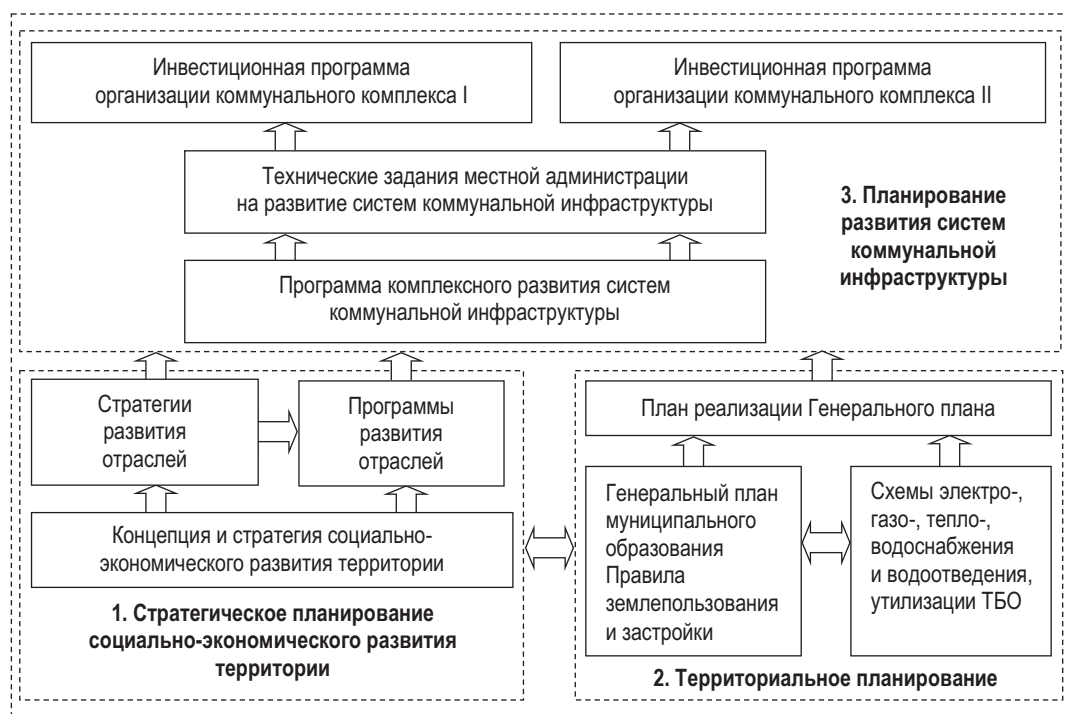 Инвестиционная программа
организации коммунального комплекса I
Инвестиционная программа
организации коммунального комплекса II
Технические задания местной администрации
на развитие систем коммунальной инфраструктуры
3. Планирование
развития систем
коммунальной
инфраструктуры
Программа комплексного развития систем
коммунальной инфраструктуры
Стратегии
развития
отраслей
Программы
развития
отраслей
Концепция и стратегия социально-
экономического развития территории
1. Стратегическое планирование
социально-экономического развития
территории
План реализации Генерального плана
Генеральный план
муниципального
образования
Правила
землепользования
и застройки
Схемы электро-,
газо-, тепло-,
водоснабжения
и водоотведения,
утилизации ТБО
2. Территориальное планирование